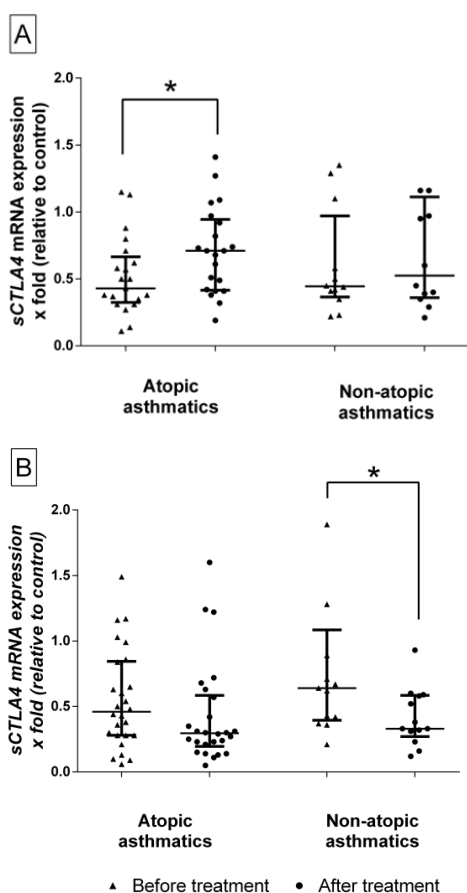 A
sCTLA4 mRNA expression
x fold (relative to control)
2.0
1.5
1.0
0.5
0.0
*
Atopic
asthmatics
Non-atopic
asthmatics
B
sCTLA4 mRNA expression
x fold (relative to control)
2.0
1.5
1.0
0.5
0.0
*
Atopic
asthmatics
Non-atopic
asthmatics
▲ Before treatment ● After treatment